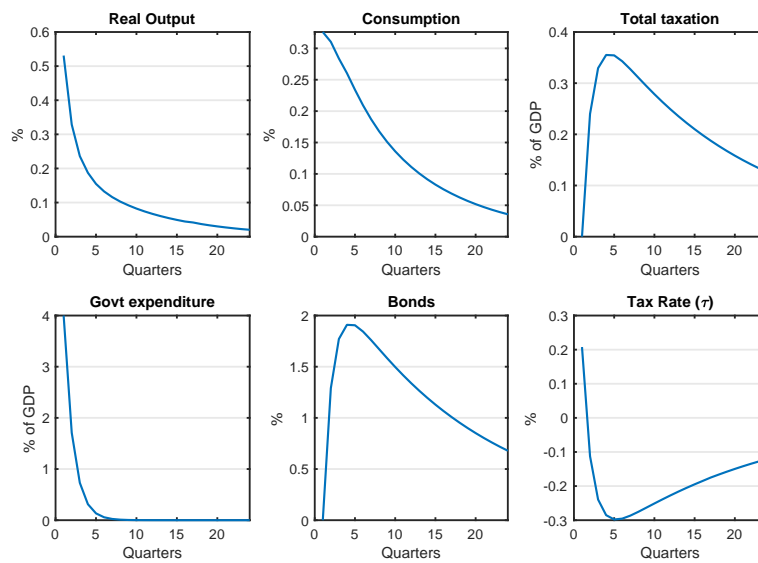 Real Output
0.6
0.5
0.4
0.3
0.2
0.1
0
%
0 5 10 15 20
Quarters
Consumption
0.3
0.25
0.2
0.15
0.1
0.05
0
%
0 5 10 15 20
Quarters
Total taxation
0.4
0.3
0.2
0.1
0
% of GDP
0 5 10 15 20
Quarters
Govt expenditure
4
3
2
1
0
% of GDP
0 5 10 15 20
Quarters
Bonds
2
1.5
1
0.5
0
%
0 5 10 15 20
Quarters
Tax Rate (τ)
0.3
0.2
0.1
0
-0.1
-0.2
-0.3
%
0 5 10 15 20
Quarters